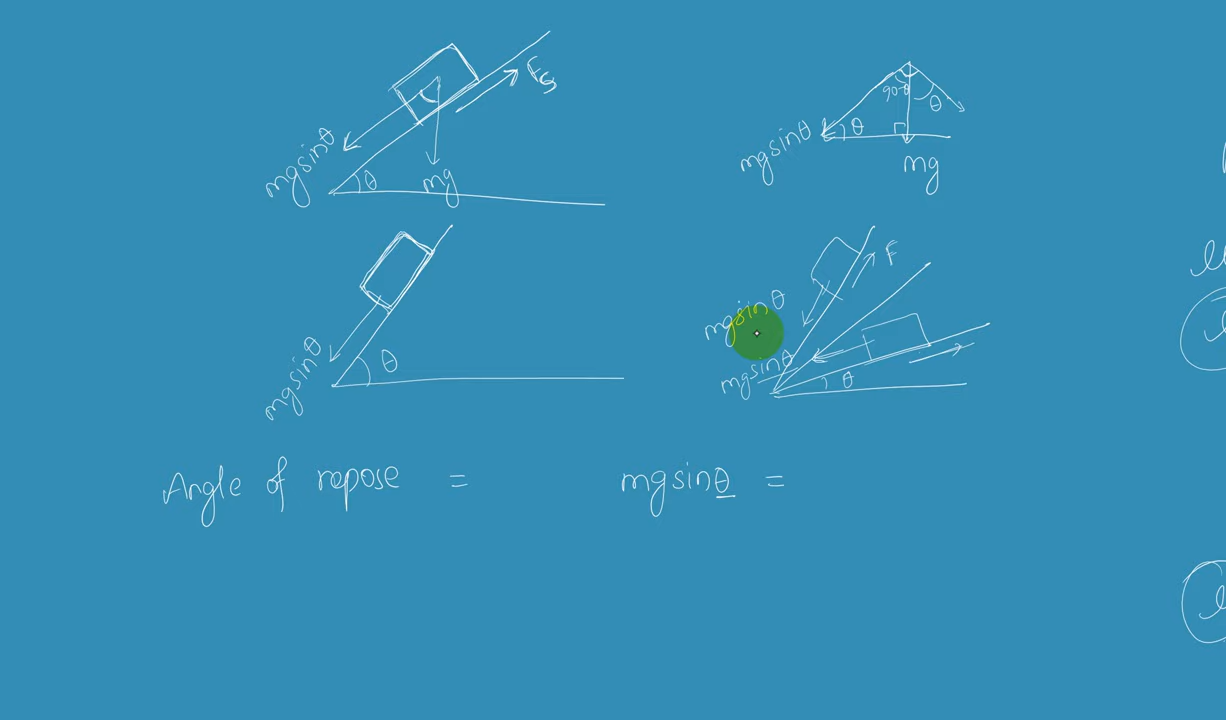 Fs
mgsinθ
θ
mg
90-θ
θ
θ
mgsinθ
mg
mgsinθ
θ
F
mgsinθ
mgsinθ
θ
Angle of repose = mgsinθ =